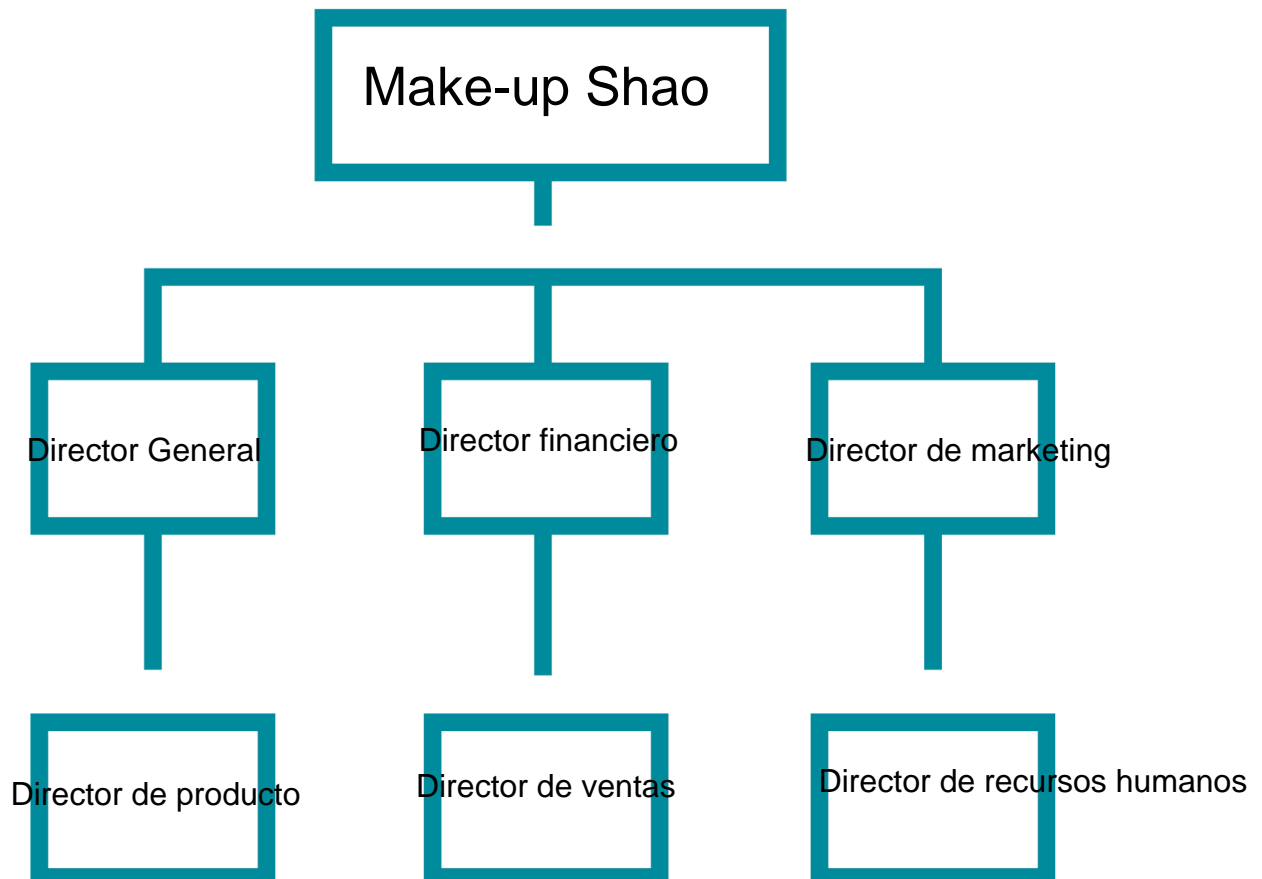 Make-up Shao
Director General
Director financiero
Director de marketing
Director de producto
Director de ventas
Director de recursos humanos